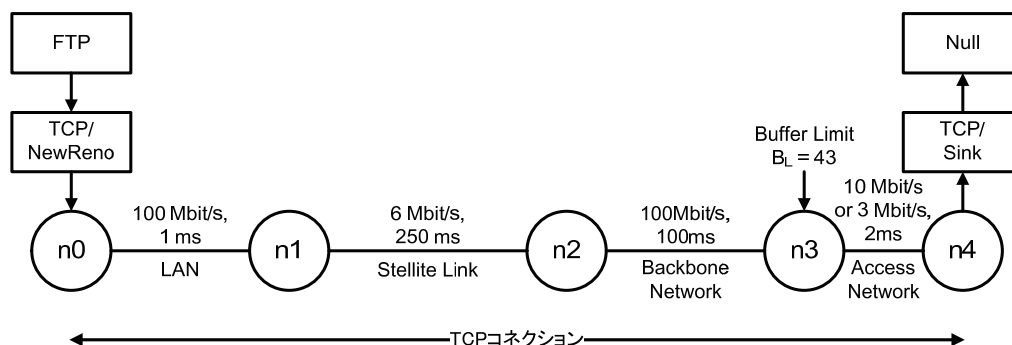 FTP
Null
TCP/
NewReno
TCP/
Sink
Buffer Limit
B_L = 43
100 Mbit/s,
1 ms
6 Mbit/s,
250 ms
100Mbit/s,
100ms
10 Mbit/s
or 3 Mbit/s,
2ms
n0
n1
n2
n3
n4
LAN
Stellite Link
Backbone
Network
Access
Network
TCPコネクション